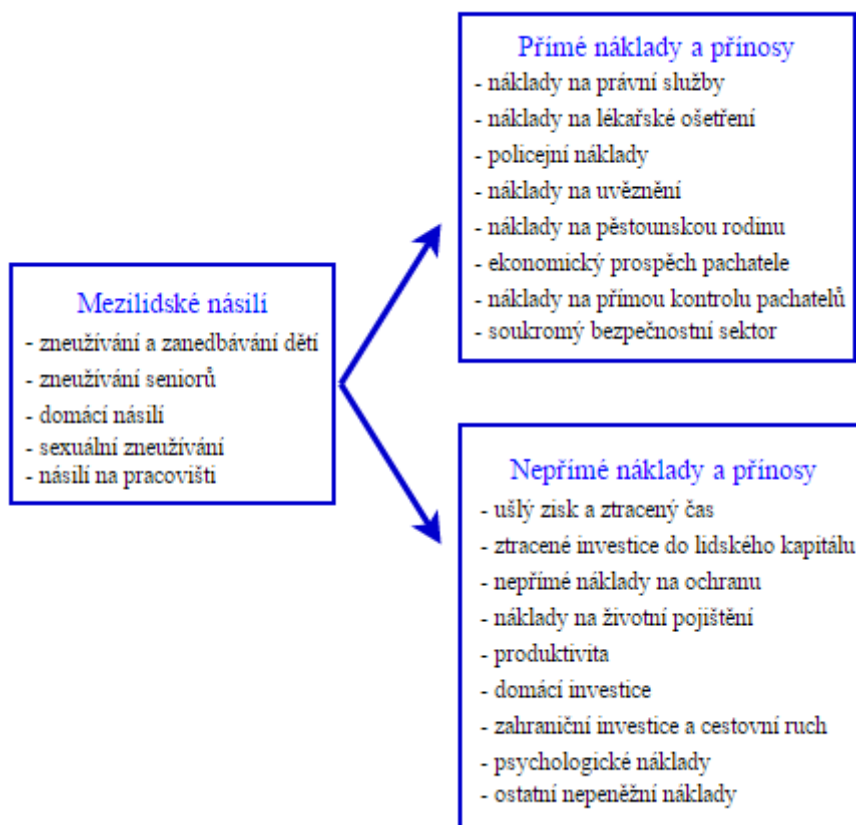 Přímé náklady a přínosy
- náklady na právní služby
- náklady na lékařské ošetření
- policejní náklady
- náklady na uvěznění
- náklady na pěstounskou rodinu
- ekonomický prospěch pachatele
- náklady na přímou kontrolu pachatelů
- soukromý bezpečnostní sektor
Mezilidské násilí
- zneužívání a zanedbávání dětí
- zneužívání seniorů
- domácí násilí
- sexuální zneužívání
- násilí na pracovišti
Nepřímé náklady a přínosy
- ušlý zisk a ztracený čas
- ztracené investice do lidského kapitálu
- nepřímé náklady na ochranu
- náklady na životní pojištění
- produktivita
- domácí investice
- zahraniční investice a cestovní ruch
- psychologické náklady
- ostatní nepeněžní náklady